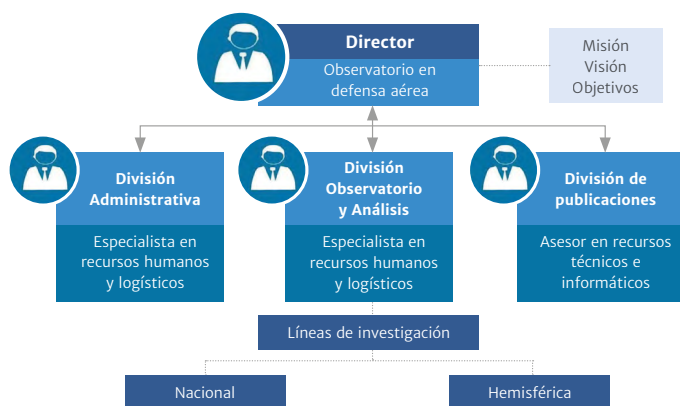 Director
Observatorio en
defensa aérea
Misión
Visión
Objetivos
División
Administrativa
Especialista en
recursos humanos
y logísticos
División
Observatorio
y Análisis
Especialista en
recursos humanos
y logísticos
División de
publicaciones
Asesor en recursos
técnicos e
informáticos
Líneas de investigación
Nacional
Hemisférica